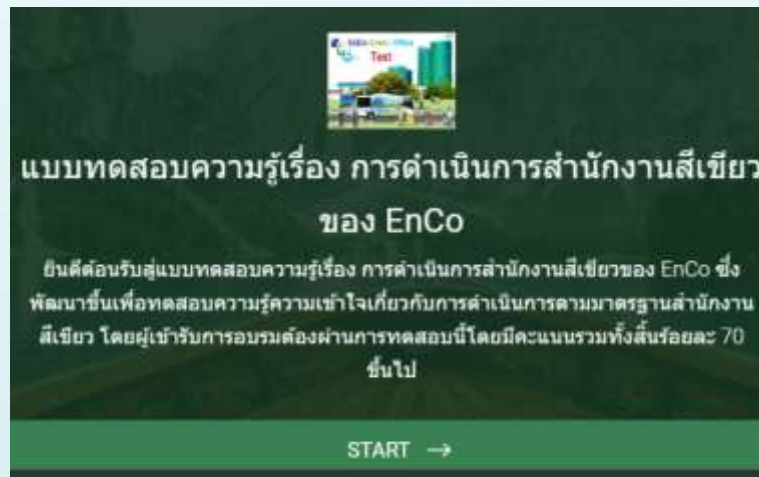 Test
แบบทดสอบความรู้เรื่อง การดำเนินการสำนักงานสีเขียว
ของ EnCo
ยินดีต้อนรับสู่แบบทดสอบความรู้เรื่อง การดำเนินการสำนักงานสีเขียวของ EnCo ซึ่ง
พัฒนาขึ้นเพื่อทดสอบความรู้ความเข้าใจเกี่ยวกับการดำเนินการตามมาตรฐานสำนักงาน
สีเขียว โดยผู้เข้ารับการอบรมต้องผ่านการทดสอบนี้โดยมีคะแนนรวมทั้งสิ้นร้อยละ 70
ขึ้นไป
START →